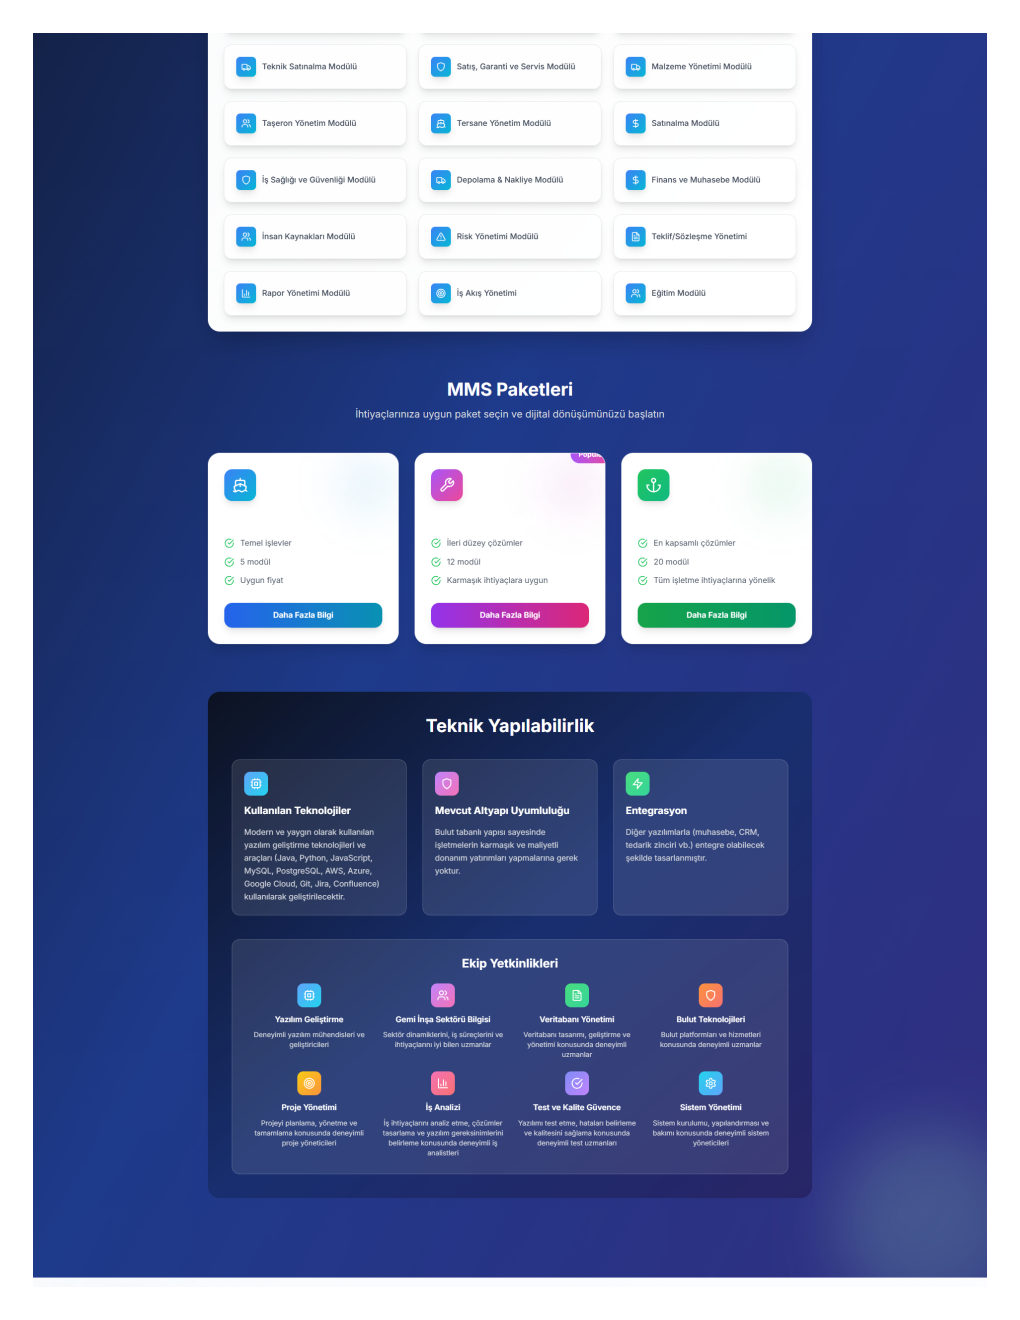 Teknik Satınalma Modülü
Satış, Garanti ve Servis Modülü
Malzeme Yönetimi Modülü
Taşeron Yönetim Modülü
Tersane Yönetim Modülü
Satınalma Modülü
İş Sağlığı ve Güvenliği Modülü
Depolama & Nakliye Modülü
Finans ve Muhasebe Modülü
İnsan Kaynakları Modülü
Risk Yönetimi Modülü
Teklif/Sözleşme Yönetimi
Rapor Yönetimi Modülü
İş Akış Yönetimi
Eğitim Modülü
MMS Paketleri
İhtiyaçlarınıza uygun paket seçin ve dijital dönüşümünüzü başlatın
Temel işlevler
5 modül
Uygun fiyat
Daha Fazla Bilgi
İleri düzey çözümler
12 modül
Karmaşık ihtiyaçlara uygun
Daha Fazla Bilgi
En kapsamlı çözümler
20 modül
Tüm işletme ihtiyaçlarına yönelik
Daha Fazla Bilgi
Teknik Yapılabilirlik
Kullanılan Teknolojiler
Modern ve yaygın olarak kullanılan
yazılım geliştirme teknolojileri ve
araçları (Java, Python, JavaScript,
MySQL, PostgreSQL, AWS, Azure,
Google Cloud, Git, Jira, Confluence)
kullanılarak geliştirilecektir.
Mevcut Altyapı Uyumluluğu
Bulut tabanlı yapısı sayesinde
işletmelerin karmaşık ve maliyetli
donanım yatırımları yapmalarına gerek
yoktur.
Entegrasyon
Diğer yazılımlarla (muhasebe, CRM,
tedarik zinciri vb.) entegre olabilecek
şekilde tasarlanmıştır.
Ekip Yetkinlikleri
Yazılım Geliştirme
Deneyimli yazılım mühendisleri ve
geliştiricileri
Gemi İnşa Sektörü Bilgisi
Sektör dinamiklerini, iş süreçlerini ve
ihtiyaçlarını iyi bilen uzmanlar
Veritabanı Yönetimi
Veritabanı tasarımı, geliştirme ve
yönetimi konusunda deneyimli
uzmanlar
Bulut Teknolojileri
Bulut platformları ve hizmetleri
konusunda deneyimli uzmanlar
Proje Yönetimi
Projeyi planlama, yönetme ve
tamamlama konusunda deneyimli
proje yöneticileri
İş Analizi
İş ihtiyaçlarını analiz etme, çözümler
tasarlama ve yazılım gereksinimlerini
belirleme konusunda deneyimli iş
analistleri
Test ve Kalite Güvence
Yazılımı test etme, hataları belirleme
ve kalitesini sağlama konusunda
deneyimli test uzmanları
Sistem Yönetimi
Sistem kurulumu, yapılandırması ve
bakımı konusunda deneyimli sistem
yöneticileri